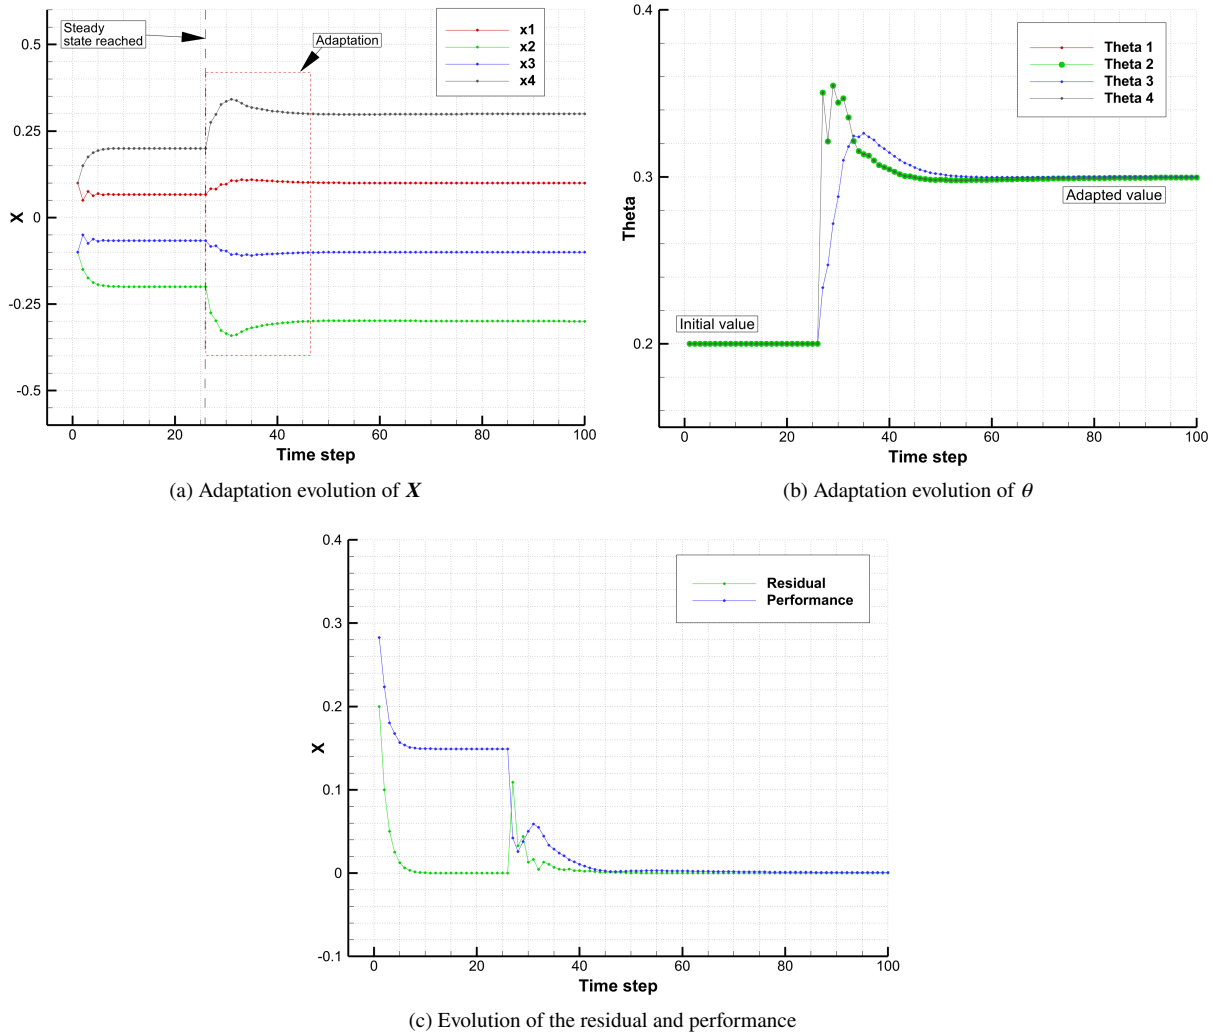 Steady
state reached
Adaptation
x1
x2
x3
x4
0.5
0.25
0
-0.25
-0.5
X
0 20 40 60 80 100
Time step
(a) Adaptation evolution of X
Theta 1
Theta 2
Theta 3
Theta 4
0.4
0.3
0.2
Theta
Initial value
Adapted value
0 20 40 60 80 100
Time step
(b) Adaptation evolution of θ
Residual
Performance
0.4
0.3
0.2
0.1
0
-0.1
X
0 20 40 60 80 100
Time step
(c) Evolution of the residual and performance